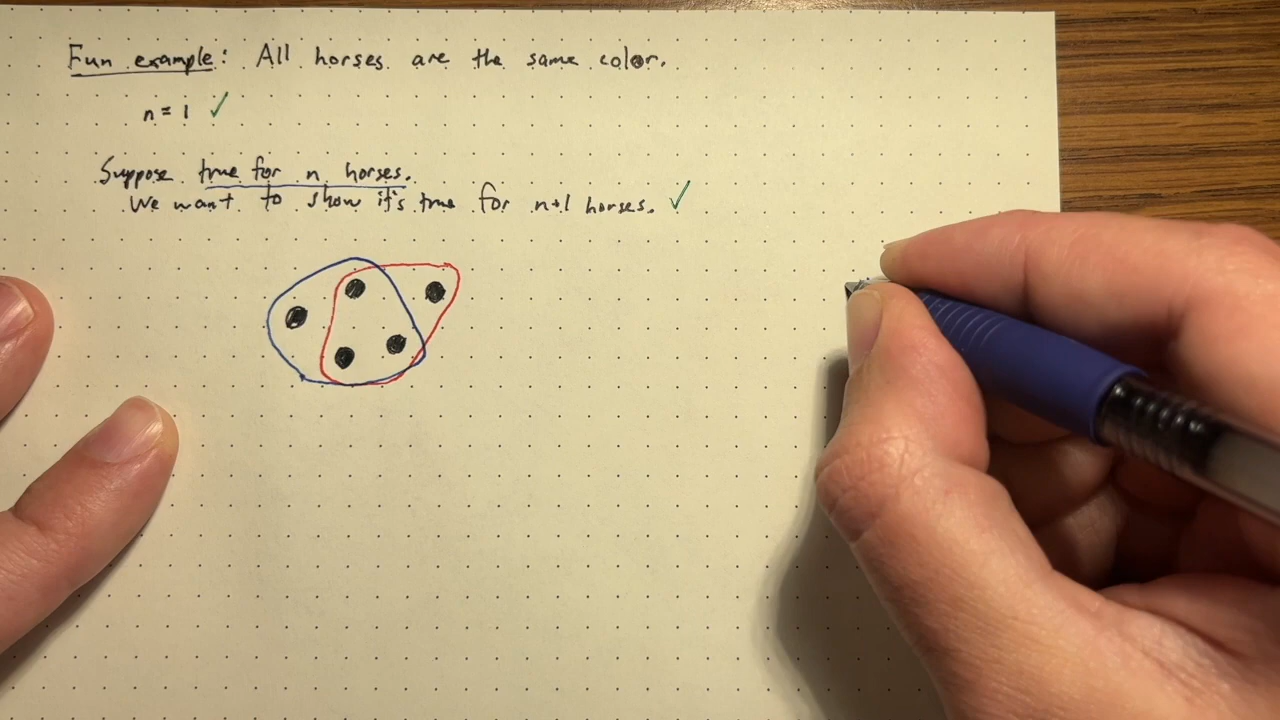 Fun example: All horses are the same color.
n = 1 ✓
Suppose true for n horses.
We want to show it's true for n+1 horses. ✓